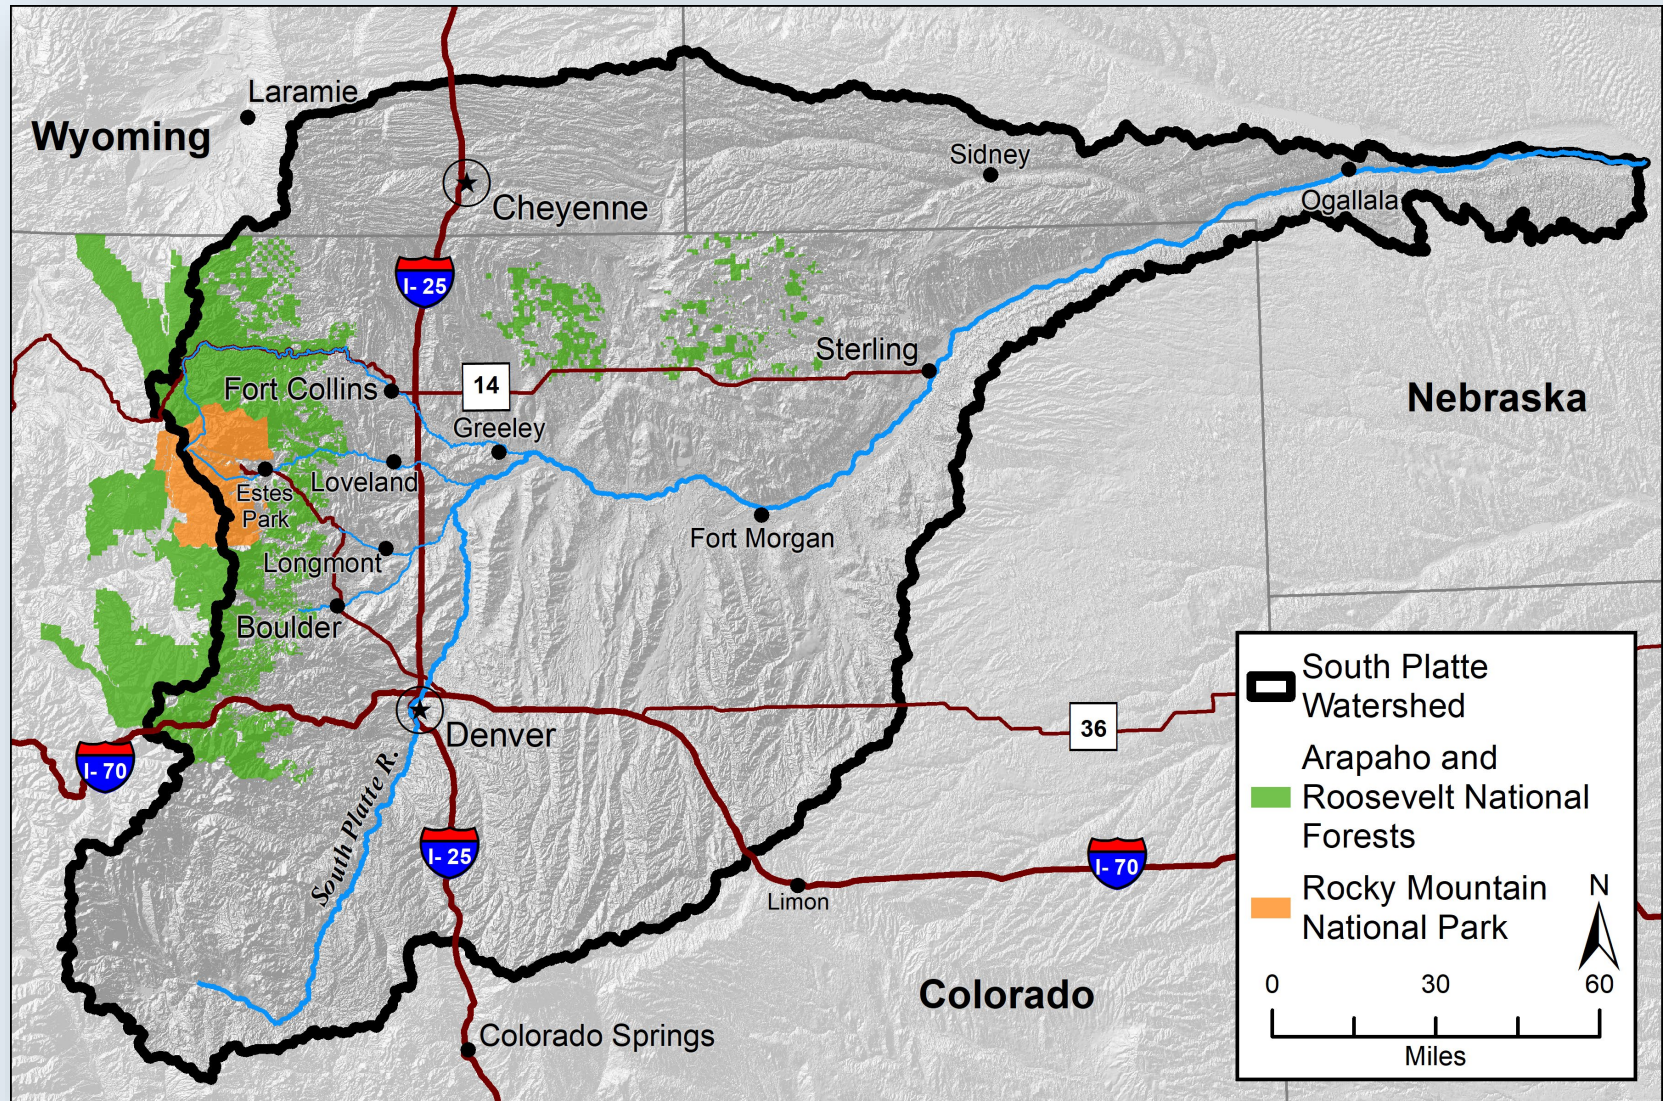 Laramie
Wyoming
Sidney
Cheyenne
Ogallala
I- 25
Sterling
Fort Collins
14
Nebraska
Greeley
Loveland
Estes
Park
Fort Morgan
Longmont
Boulder
Denver
36
I- 70
South Platte R.
I- 25
I- 70
Limon
Colorado
Colorado Springs
South Platte
Watershed
Arapaho and
Roosevelt National
Forests
Rocky Mountain
National Park
N
0 30 60
Miles